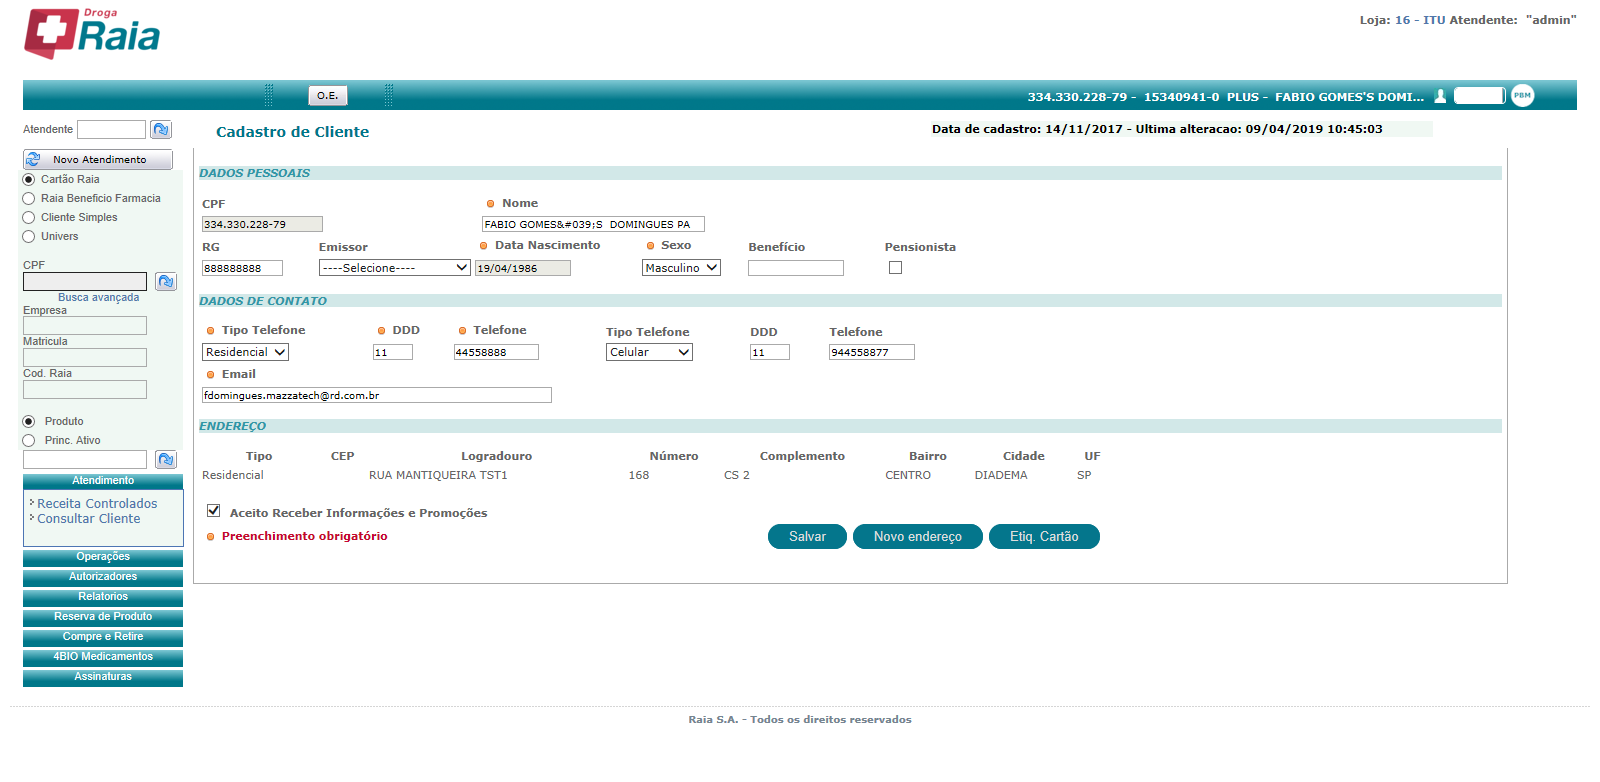 Droga
Raia
Loja: 16 - ITU Atendente: "admin"
O.E.
334.330.228-79 - 15340941-0 PLUS - FABIO GOMES'S DOMI...
PBM
Atendente
Cadastro de Cliente
Data de cadastro: 14/11/2017 - Ultima alteracao: 09/04/2019 10:45:03
Novo Atendimento
Cartão Raia
Raia Beneficio Farmacia
Cliente Simples
Univers
CPF
Busca avançada
Empresa
Matricula
Cod. Raia
Produto
Princ. Ativo
Atendimento
Receita Controlados
Consultar Cliente
Operações
Autorizadores
Relatorios
Reserva de Produto
Compre e Retire
4BIO Medicamentos
Assinaturas
DADOS PESSOAIS
CPF Nome
334.330.228-79 FABIO GOMES&#039;S DOMINGUES PA
RG Emissor Data Nascimento Sexo Benefício Pensionista
888888888 ----Selecione---- 19/04/1986 Masculino
DADOS DE CONTATO
Tipo Telefone DDD Telefone Tipo Telefone DDD Telefone
Residencial 11 44558888 Celular 11 944558877
Email
fdomingues.mazzatech@rd.com.br
ENDEREÇO
Tipo CEP Logradouro Número Complemento Bairro Cidade UF
Residencial RUA MANTIQUEIRA TST1 168 CS 2 CENTRO DIADEMA SP
Aceito Receber Informações e Promoções
Preenchimento obrigatório
Salvar Novo endereço Etiq. Cartão
Raia S.A. - Todos os direitos reservados